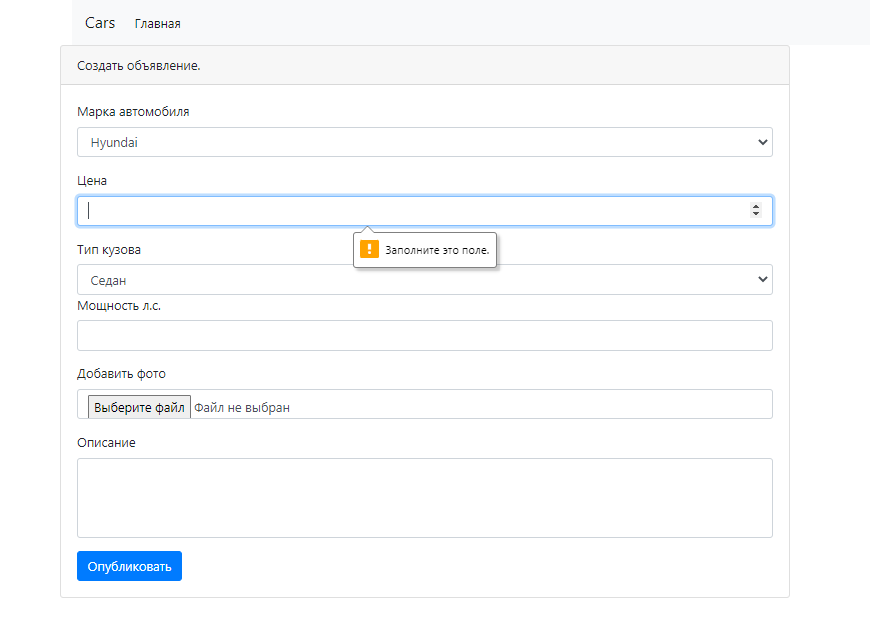 Cars Главная
Создать объявление.
Марка автомобиля
Hyundai
Цена
Заполните это поле.
Тип кузова
Седан
Мощность л.с.
Добавить фото
Выберите файл Файл не выбран
Описание
Опубликовать